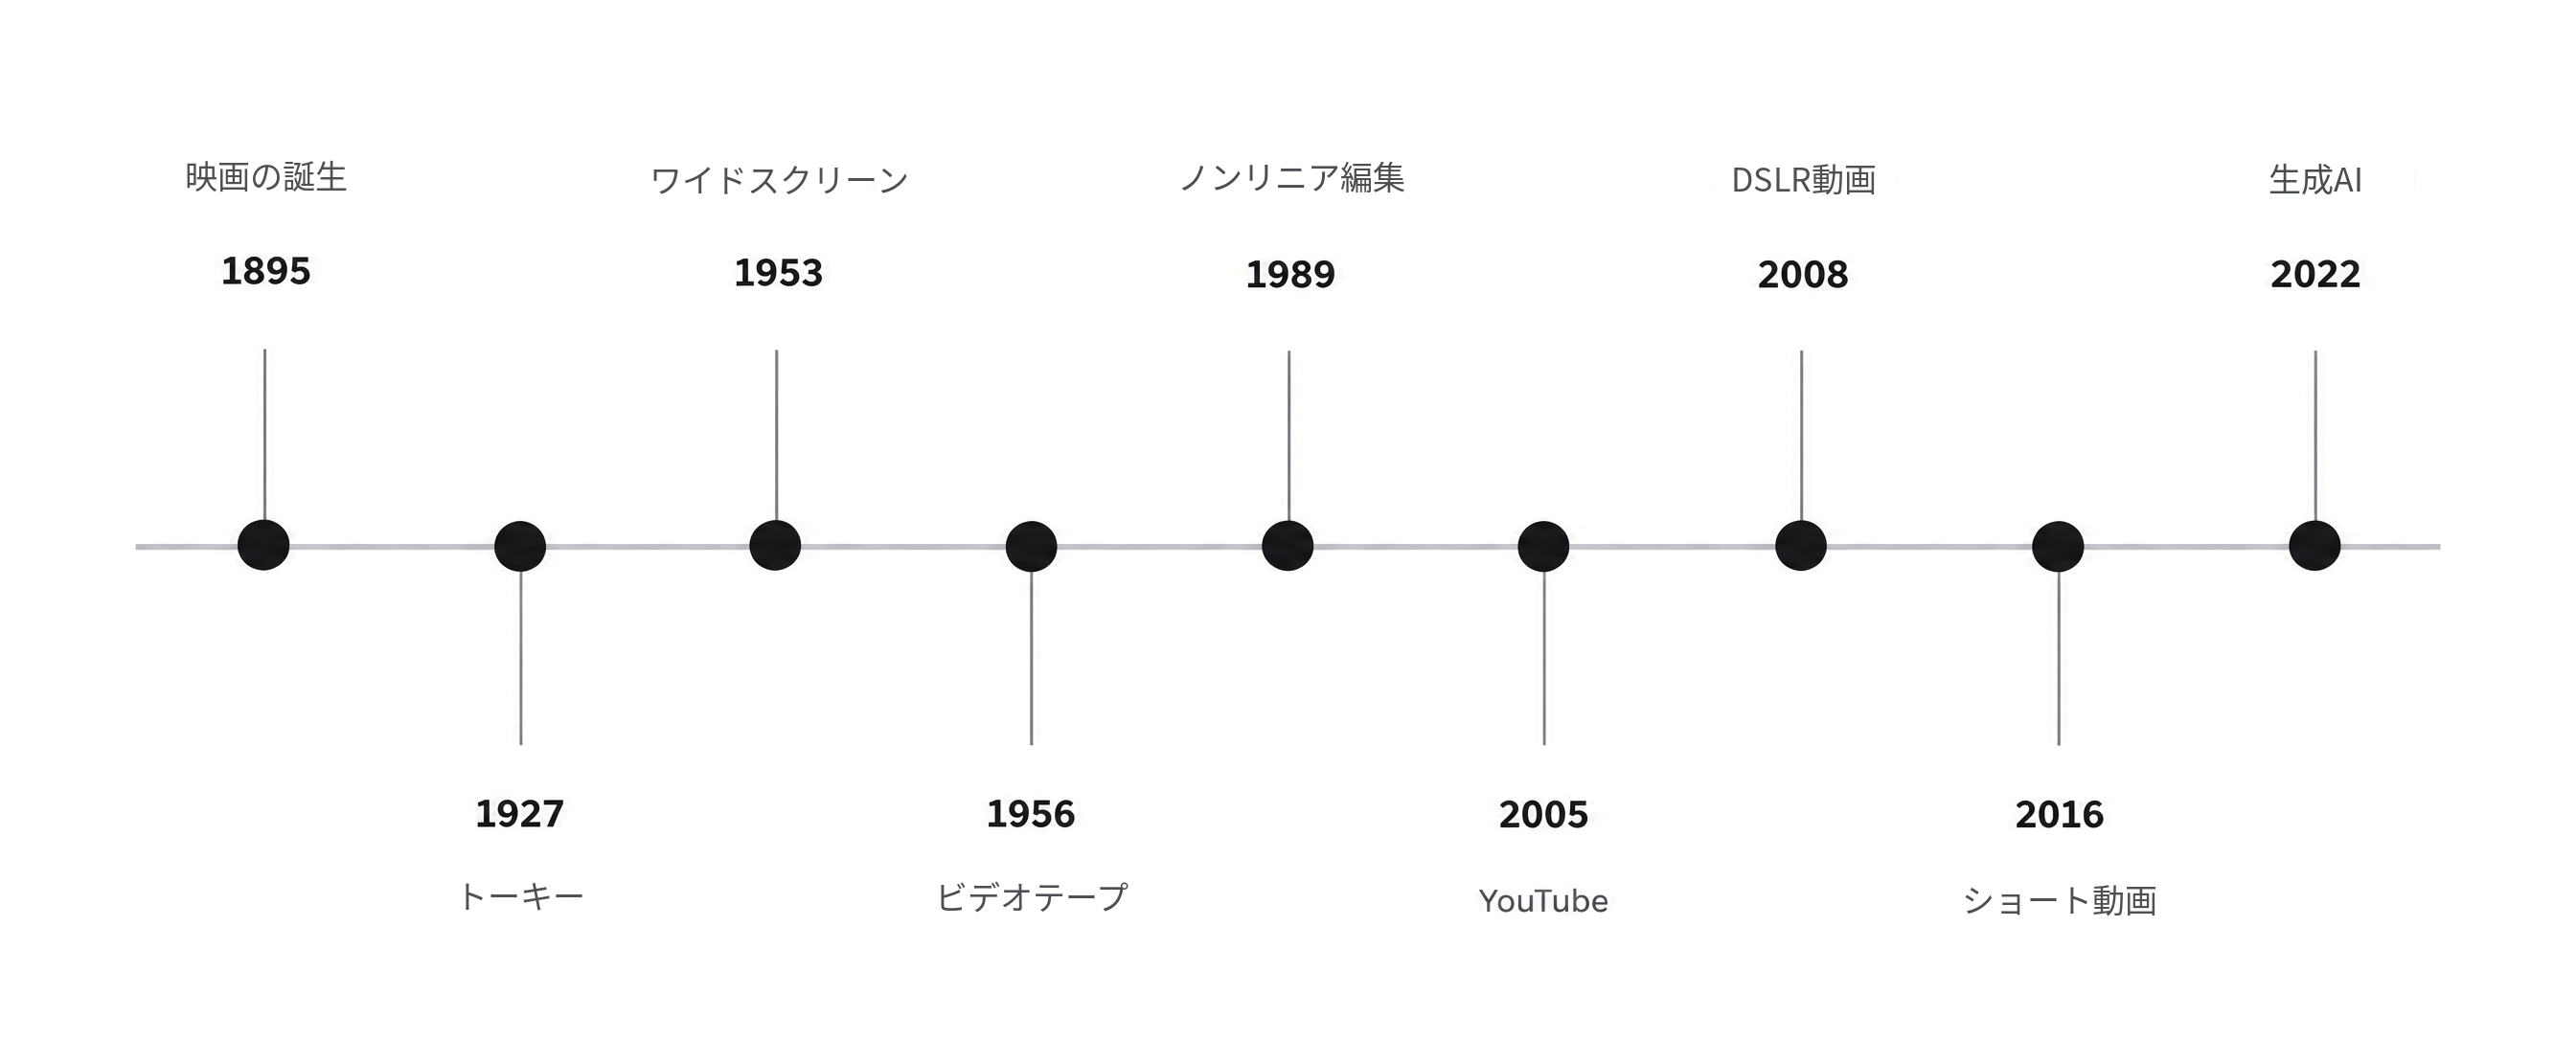 映画の誕生
1895
1927
トーキー
ワイドスクリーン
1953
1956
ビデオテープ
ノンリニア編集
1989
2005
YouTube
DSLR動画
2008
2016
ショート動画
生成AI
2022